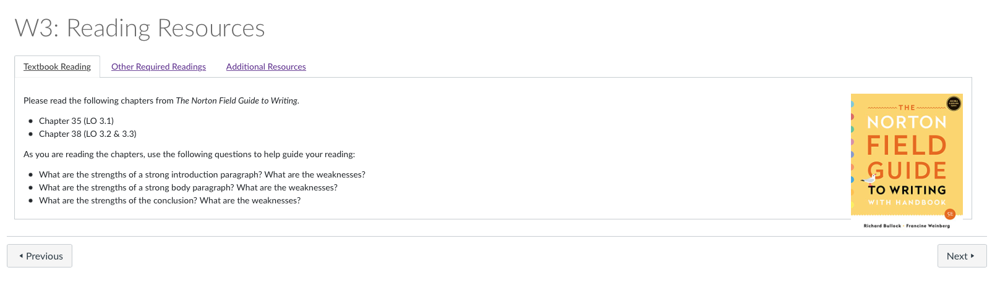 W3: Reading Resources
Textbook Reading
Other Required Readings
Additional Resources
Please read the following chapters from The Norton Field Guide to Writing.
Chapter 35 (LO 3.1)
Chapter 38 (LO 3.2 & 3.3)
As you are reading the chapters, use the following questions to help guide your reading:
What are the strengths of a strong introduction paragraph? What are the weaknesses?
What are the strengths of a strong body paragraph? What are the weaknesses?
What are the strengths of the conclusion? What are the weaknesses?
THE
NORTON
FIELD
GUIDE
TO WRITING
WITH HANDBOOK
5E
Richard Bullock · Francine Weinberg
Previous
Next